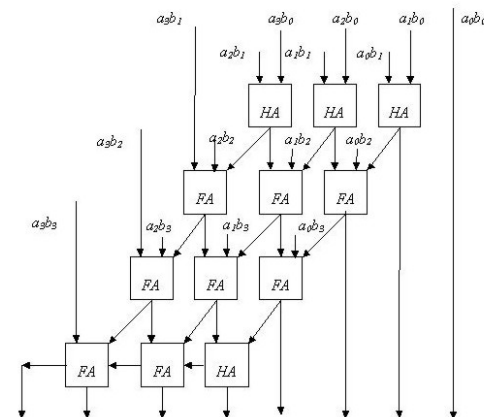 a3b1 a3b0 a2b0 a1b0 a0b0
a2b1 a1b1 a0b1
HA HA HA
a3b2 a2b2 a1b2 a0b2
FA FA FA
a3b3 a2b3 a1b3 a0b3
FA FA FA
FA FA HA